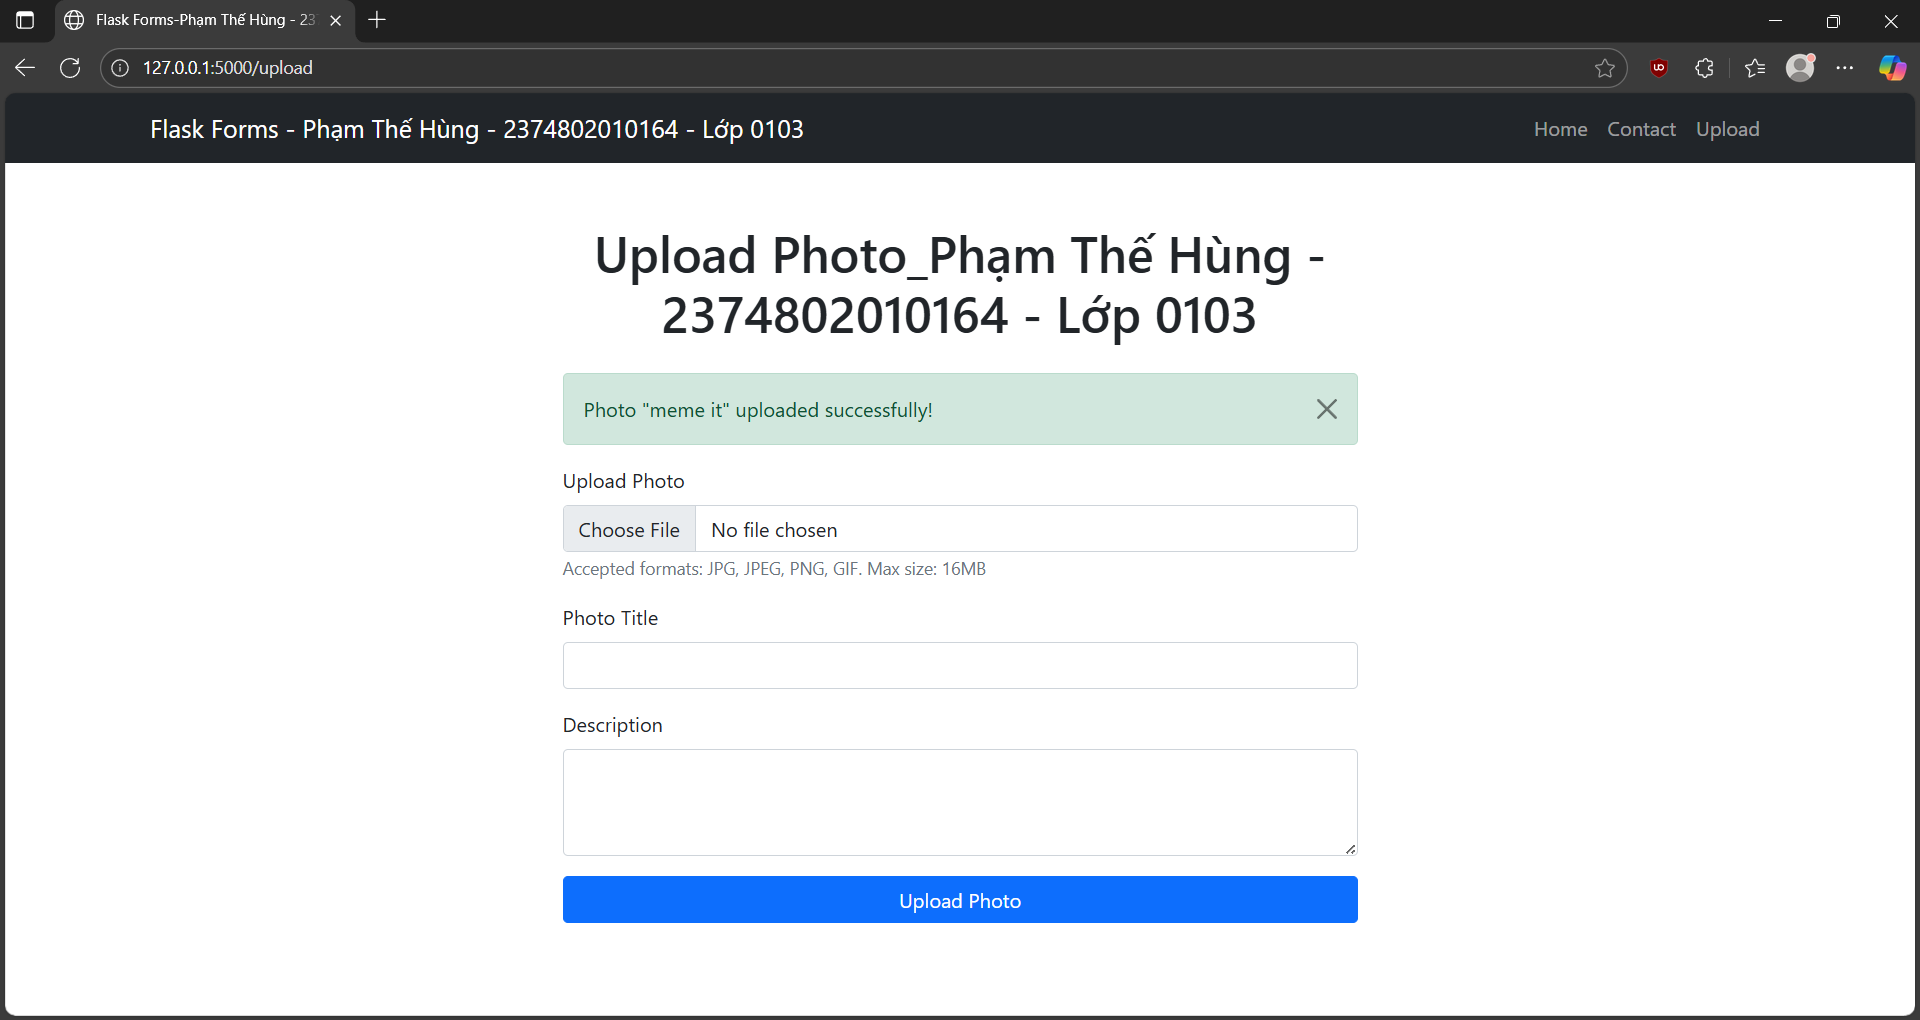 Flask Forms-Phạm Thế Hùng - 23
127.0.0.1:5000/upload
Flask Forms - Phạm Thế Hùng - 2374802010164 - Lớp 0103
Home Contact Upload
Upload Photo_Phạm Thế Hùng -
2374802010164 - Lớp 0103
Photo "meme it" uploaded successfully!
Upload Photo
Choose File No file chosen
Accepted formats: JPG, JPEG, PNG, GIF. Max size: 16MB
Photo Title
Description
Upload Photo